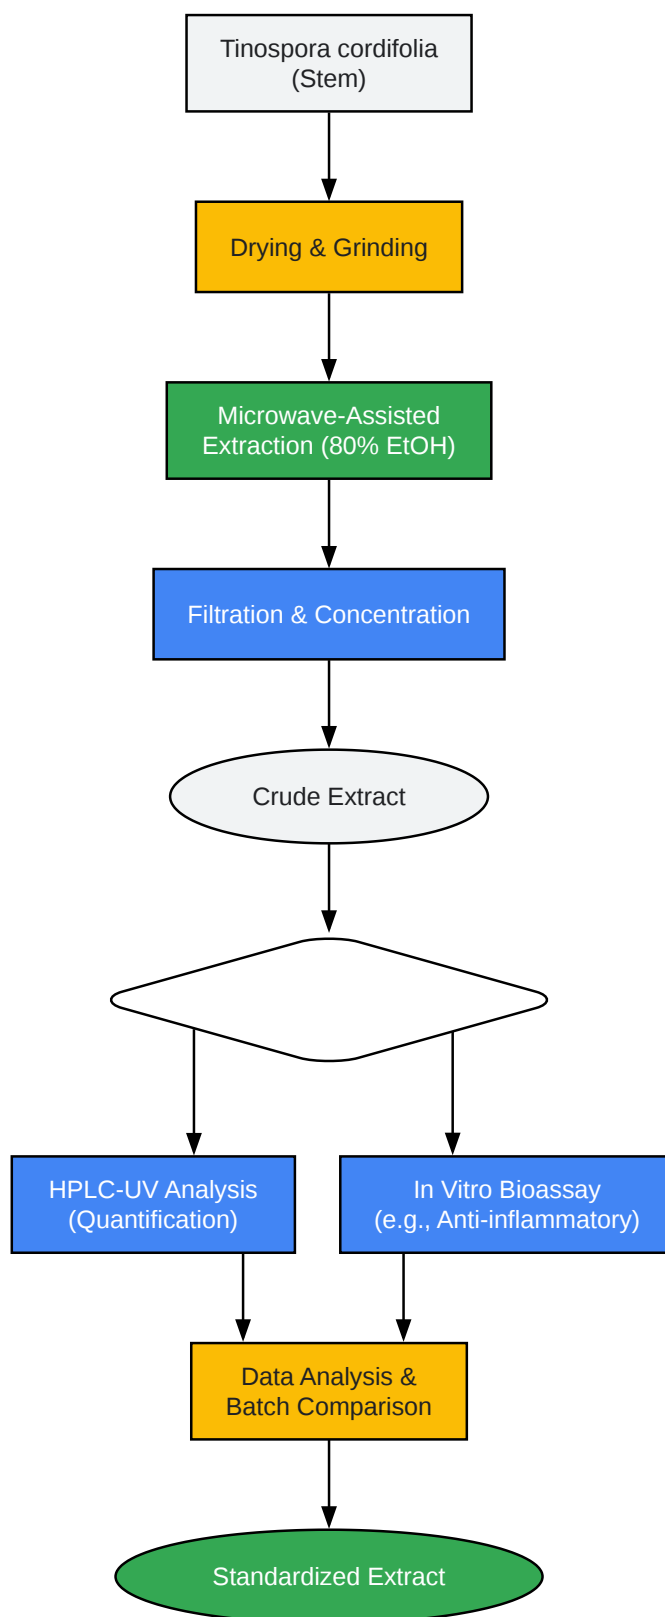 Tinospora cordifolia
(Stem)
Drying & Grinding
Microwave-Assisted
Extraction (80% EtOH)
Filtration & Concentration
Crude Extract
HPLC-UV Analysis
(Quantification)
In Vitro Bioassay
(e.g., Anti-inflammatory)
Data Analysis &
Batch Comparison
Standardized Extract